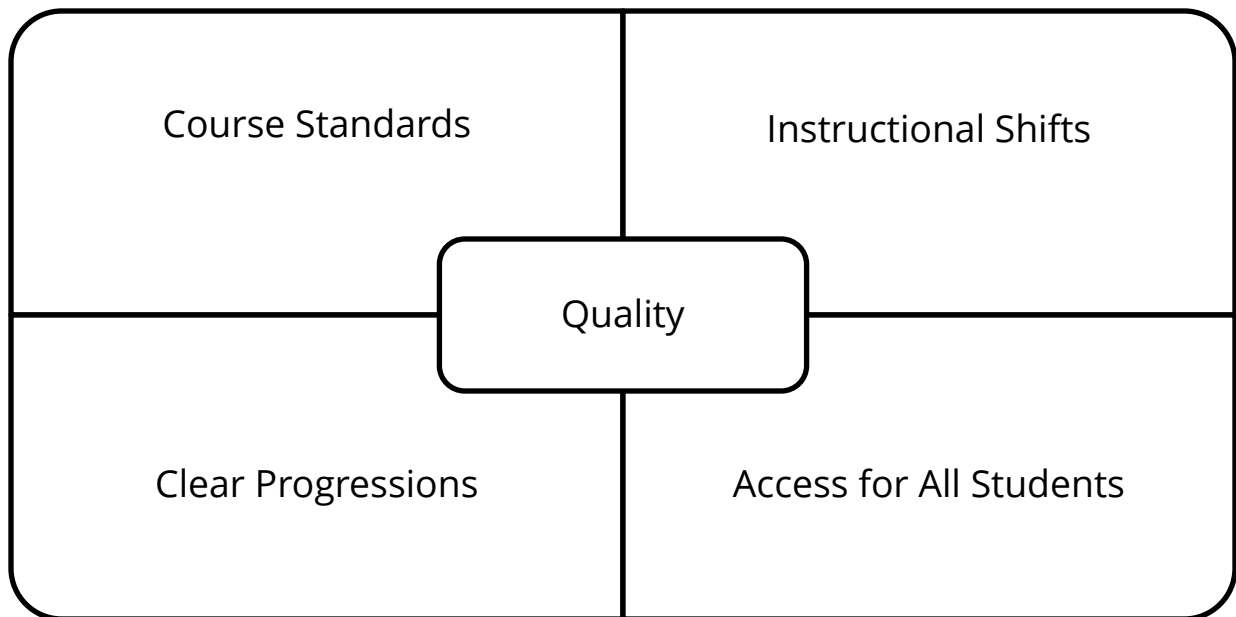 Course Standards
Instructional Shifts
Quality
Clear Progressions
Access for All Students